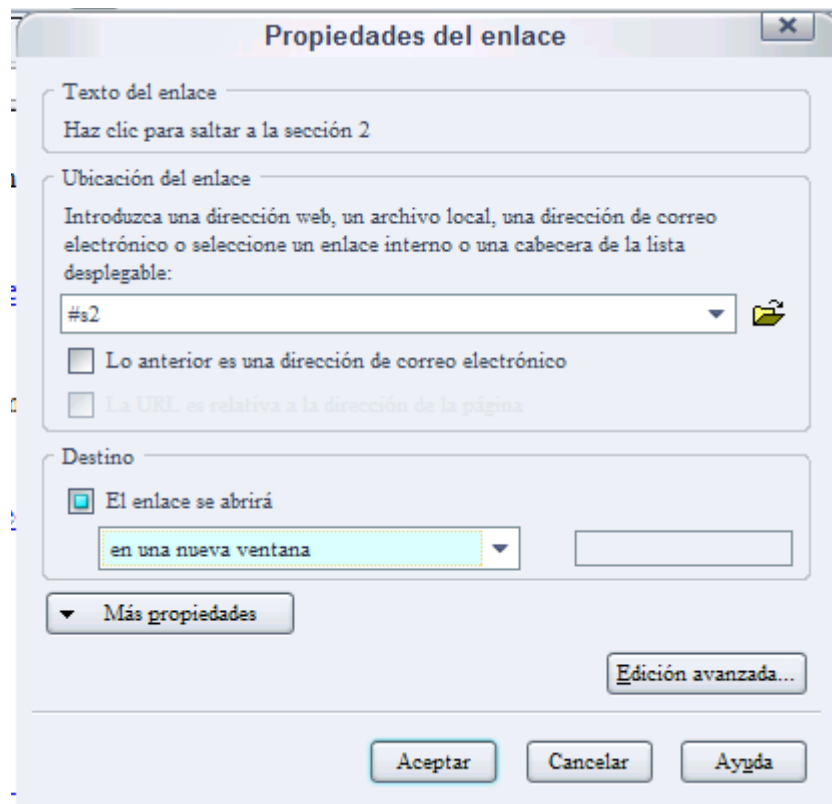 Propiedades del enlace
Texto del enlace
Haz clic para saltar a la sección 2
Ubicación del enlace
Introduzca una dirección web, un archivo local, una dirección de correo
electrónico o seleccione un enlace interno o una cabecera de la lista
desplegable:
#s2
Lo anterior es una dirección de correo electrónico
La URL es relativa a la dirección de la página
Destino
El enlace se abrirá
en una nueva ventana
Más propiedades
Edición avanzada...
Aceptar
Cancelar
Ayuda